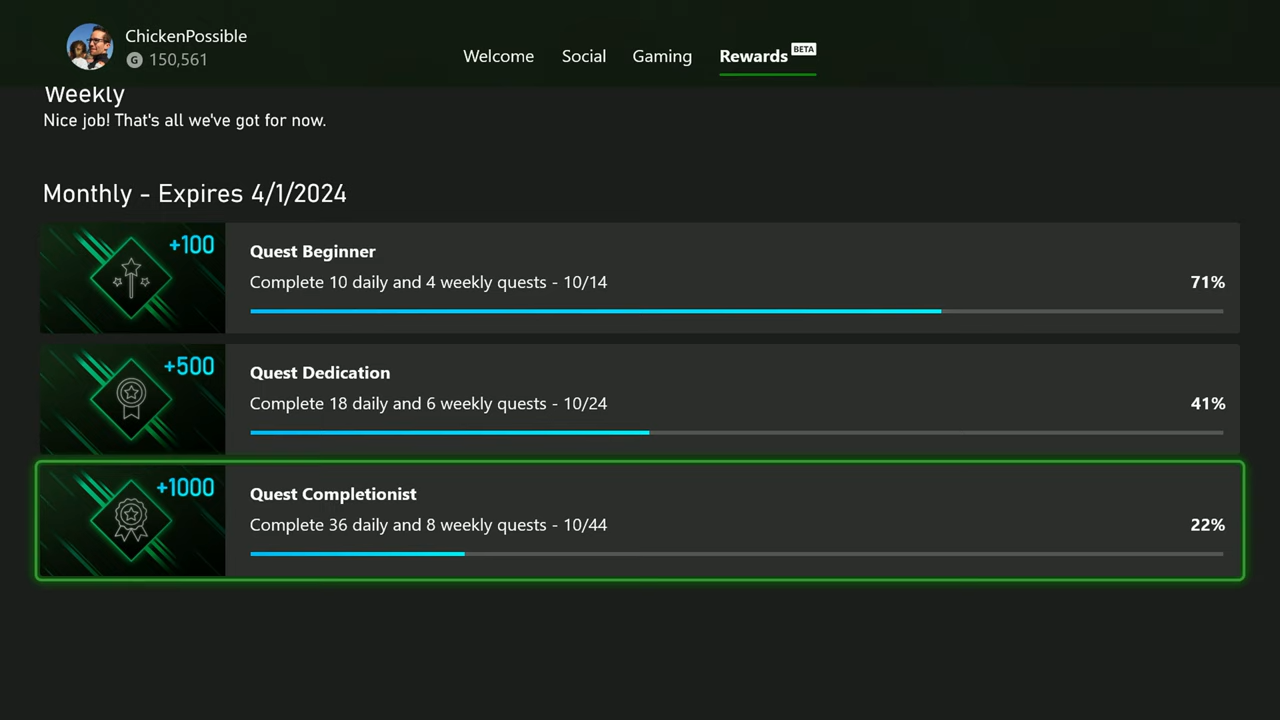 ChickenPossible
G 150,561
Welcome Social Gaming Rewards BETA
Weekly
Nice job! That's all we've got for now.
Monthly - Expires 4/1/2024
+100
Quest Beginner
Complete 10 daily and 4 weekly quests - 10/14
71%
+500
Quest Dedication
Complete 18 daily and 6 weekly quests - 10/24
41%
+1000
Quest Completionist
Complete 36 daily and 8 weekly quests - 10/44
22%